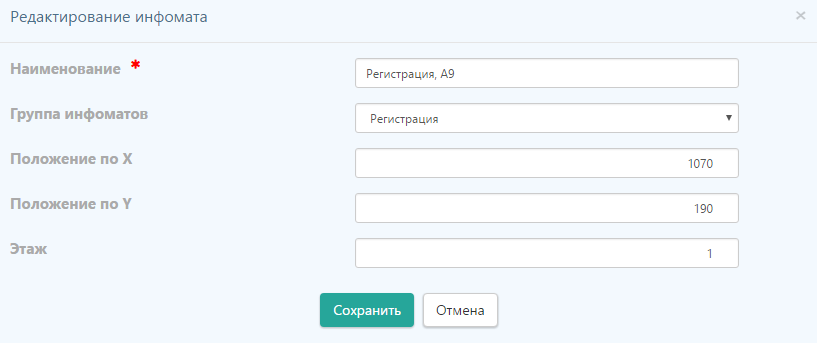 Редактирование инфомата
×
Наименование *
Регистрация, А9
Группа инфоматов
Регистрация
Положение по X
1070
Положение по Y
190
Этаж
1
Сохранить Отмена